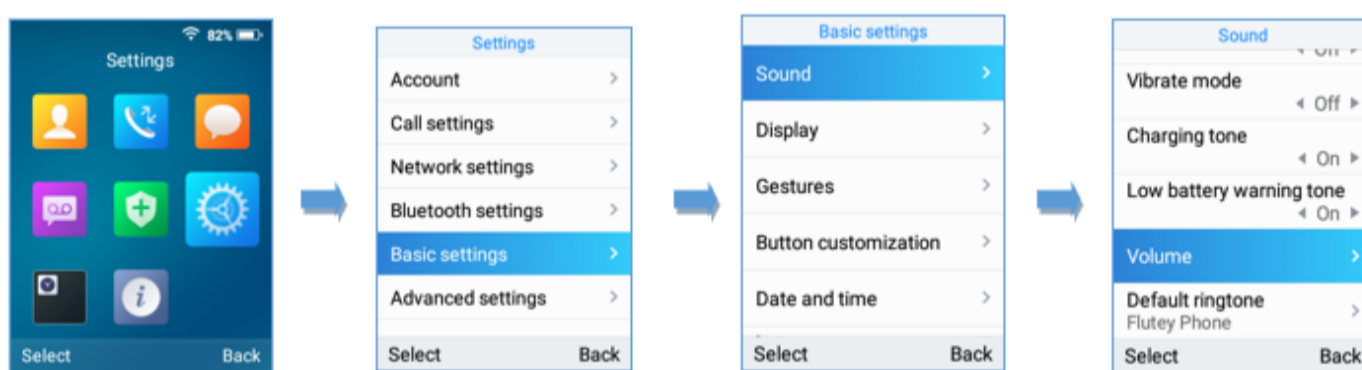 82%
Settings
Select Back
Settings
Account
Call settings
Network settings
Bluetooth settings
Basic settings
Advanced settings
Select Back
Basic settings
Sound
Display
Gestures
Button customization
Date and time
Select Back
Sound
Vibrate mode
Off
Charging tone
On
Low battery warning tone
On
Volume
Default ringtone
Flutey Phone
Select Back